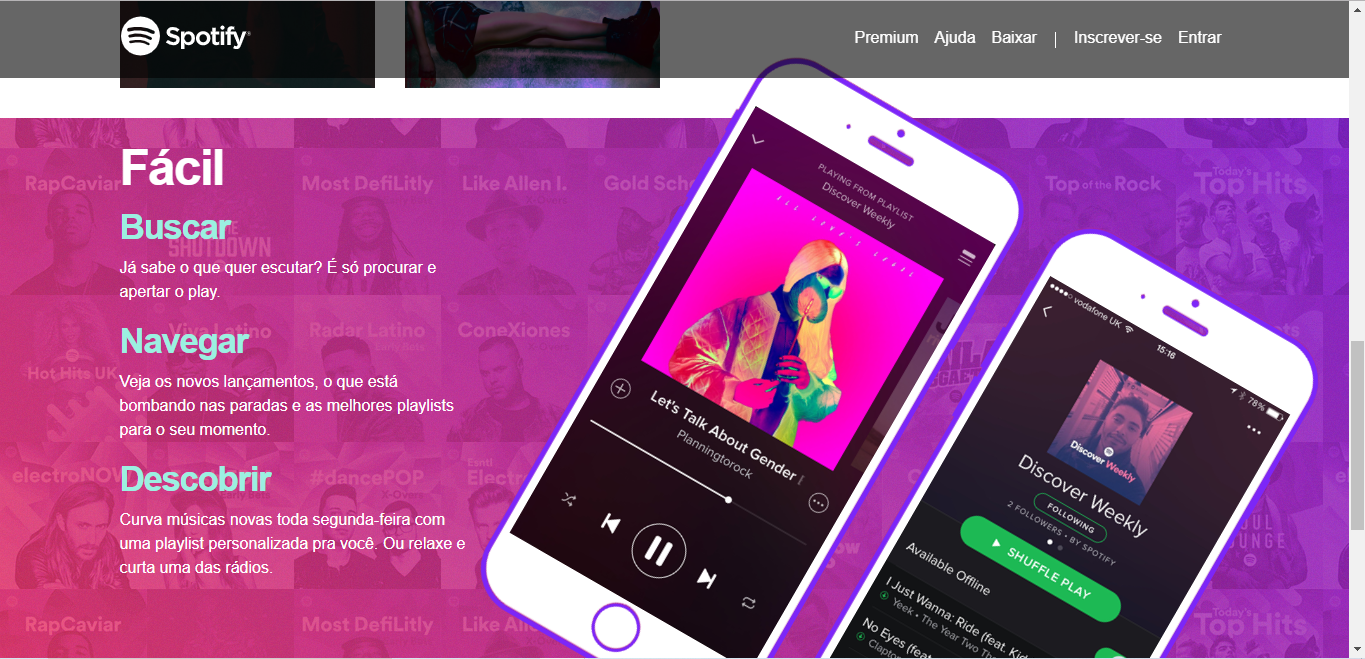 Spotify
Premium Ajuda Baixar | Inscrever-se Entrar
Fácil
Buscar
Já sabe o que quer escutar? É só procurar e
apertar o play.
Navegar
Veja os novos lançamentos, o que está
bombando nas paradas e as melhores playlists
para o seu momento.
Descobrir
Curva músicas novas toda segunda-feira com
uma playlist personalizada pra você. Ou relaxe e
curta uma das rádios.
RapCaviar
Most DefiLitly
Like Allen I.
Gold
Top of the Rock
Today's
Top Hits
SHUTDOWN
Viva Latino
Radar Latino
ConeXiones
Hot Hits UK
electroNOW
#dancePOP
RapCaviar
Most DefiLitly
Like
Today's
Top Hits
PLAYING FROM PLAYLIST
Discover Weekly
ALL LOVE'S LEGAL
Let's Talk About Gender
Planningtorock
vodafone UK
15:16
78%
Discover Weekly
Discover Weekly
FOLLOWING
2 FOLLOWERS • BY SPOTIFY
SHUFFLE PLAY
Available Offline
I Just Wanna: Ride (feat. Kid
Yeek • The Year Two Th
No Eyes (feat.